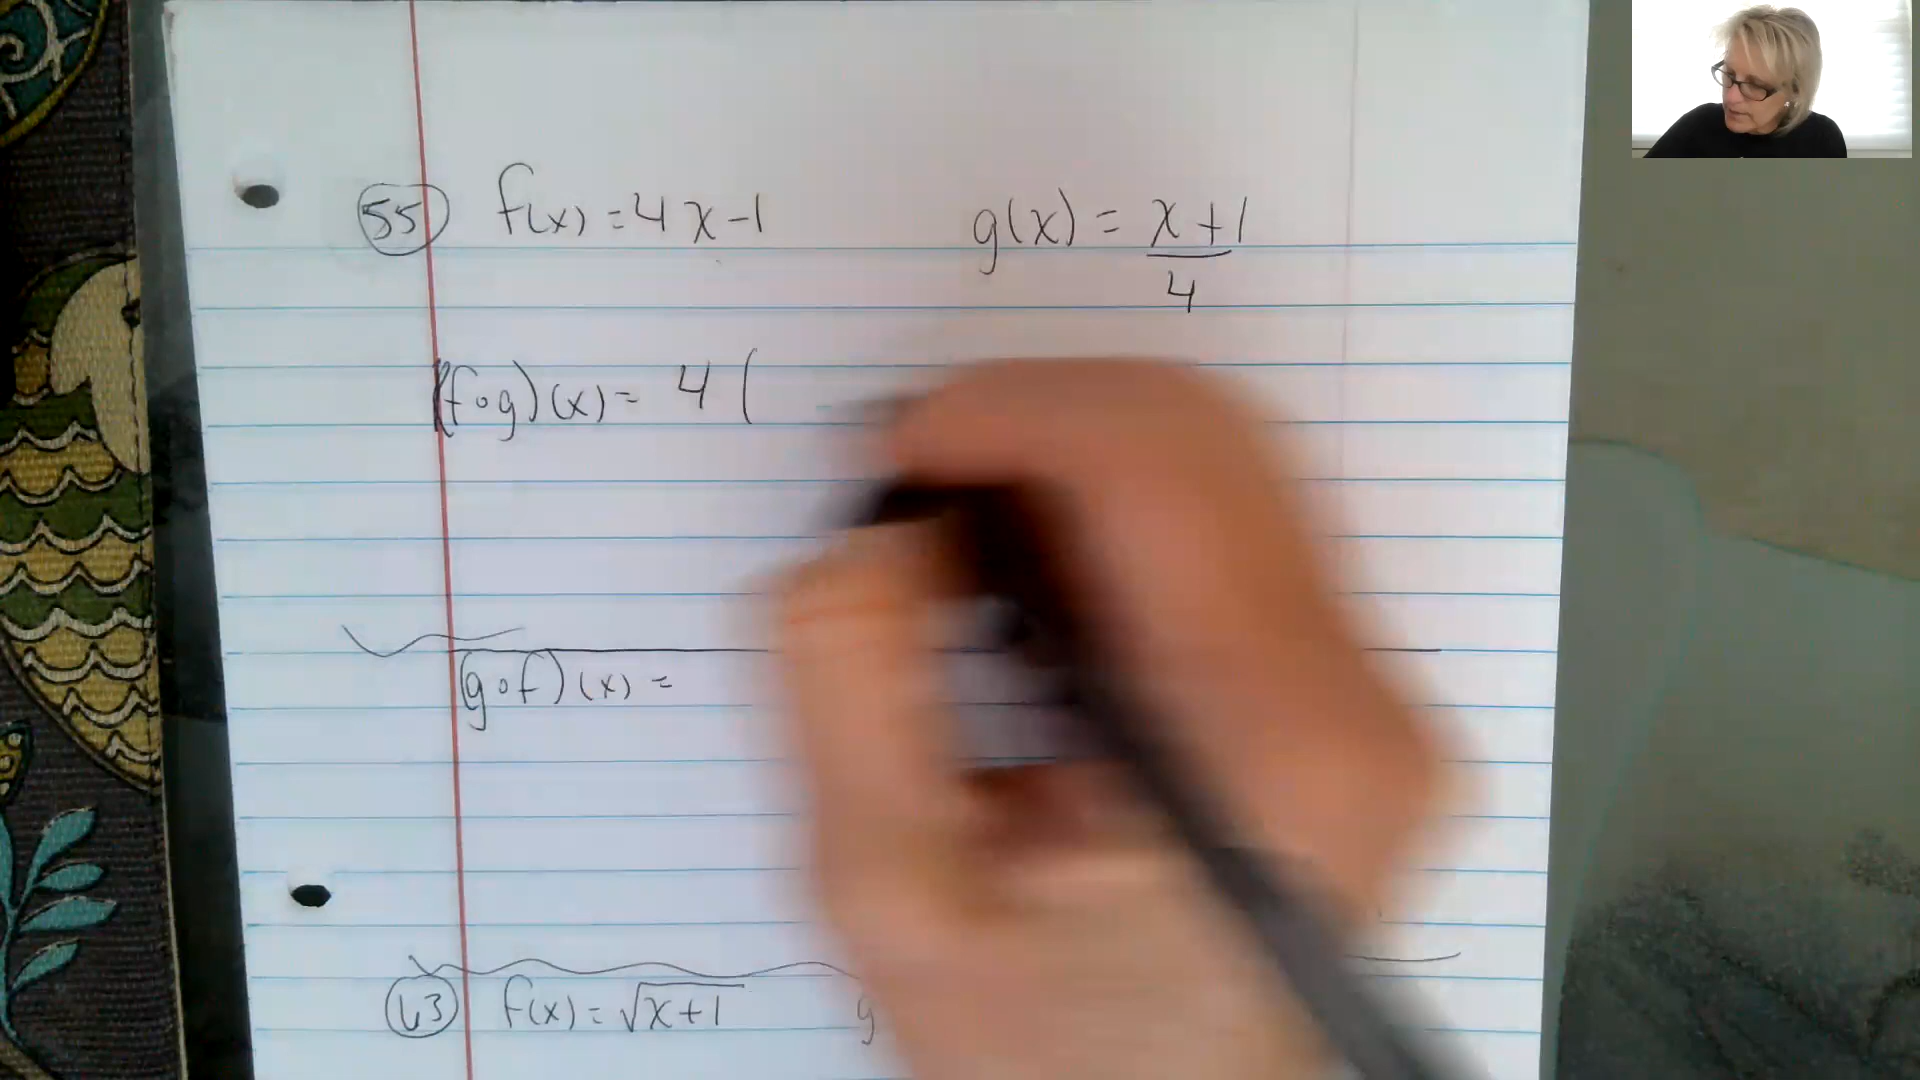 55 f(x) = 4x-1 g(x) = x+1/4
(f∘g)(x) = 4(
(g∘f)(x) =
63 f(x) = √x+1 g